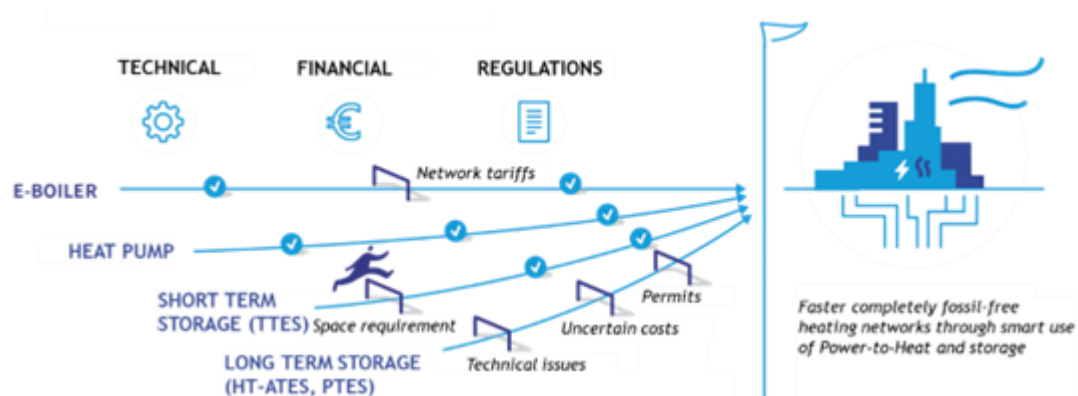 TECHNICAL
FINANCIAL
REGULATIONS
E-BOILER
Network tariffs
HEAT PUMP
SHORT TERM
STORAGE (TTES)
Space requirement
Permits
Uncertain costs
LONG TERM STORAGE
(HT-ATES, PTES)
Technical issues
Faster completely fossil-free
heating networks through smart use
of Power-to-Heat and storage